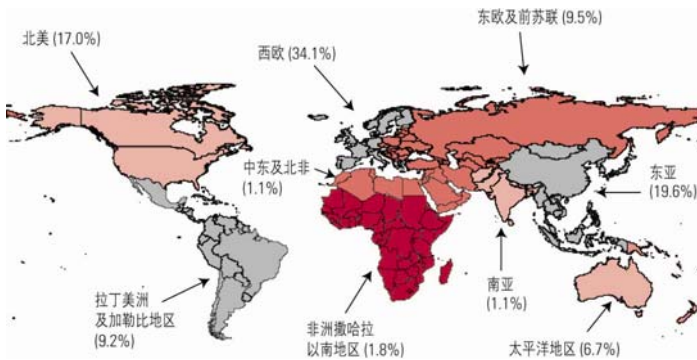 东欧及前苏联 (9.5%)
北美 (17.0%)
西欧 (34.1%)
中东及北非
(1.1%)
东亚
(19.6%)
南亚
(1.1%)
拉丁美洲
及加勒比地区
(9.2%)
非洲撒哈拉
以南地区 (1.8%)
太平洋地区 (6.7%)